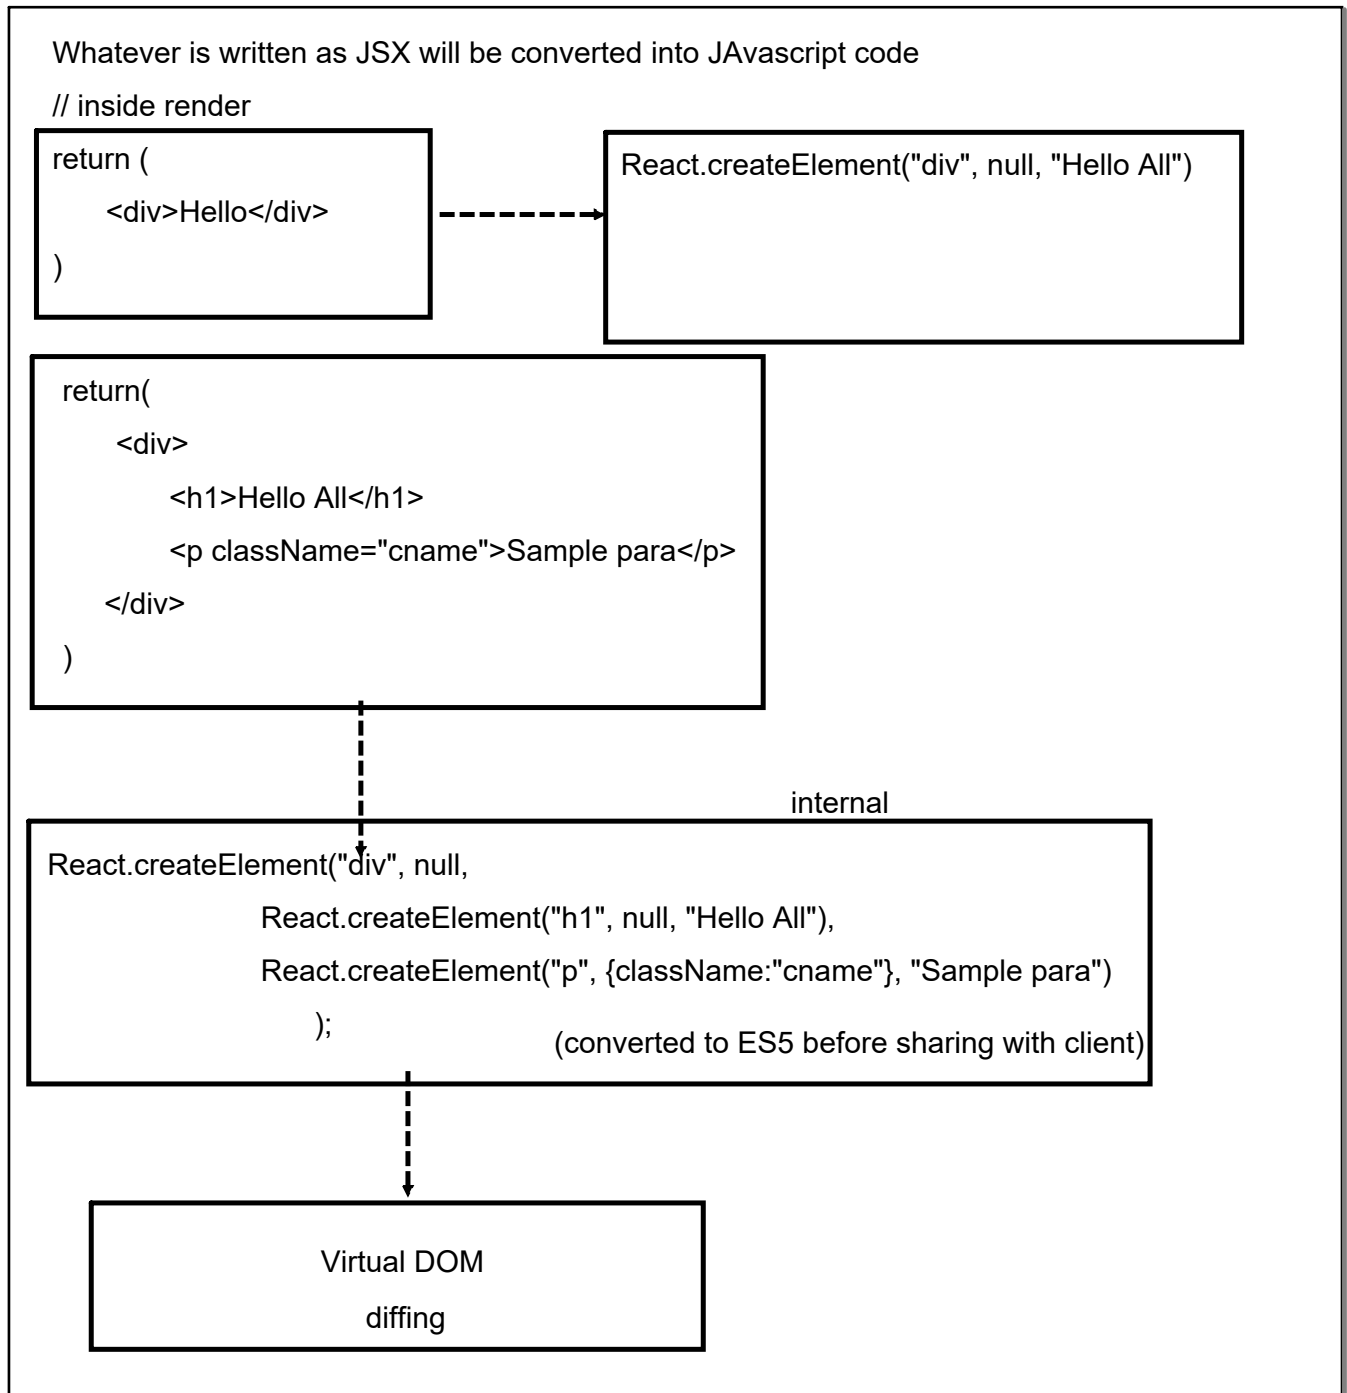 Whatever is written as JSX will be converted into JAvascript code
// inside render
return (
<div>Hello</div>
)
React.createElement("div", null, "Hello All")
return(
<div>
<h1>Hello All</h1>
<p className="cname">Sample para</p>
</div>
)
internal
React.createElement("div", null,
React.createElement("h1", null, "Hello All"),
React.createElement("p", {className:"cname"}, "Sample para")
);
(converted to ES5 before sharing with client)
Virtual DOM
diffing